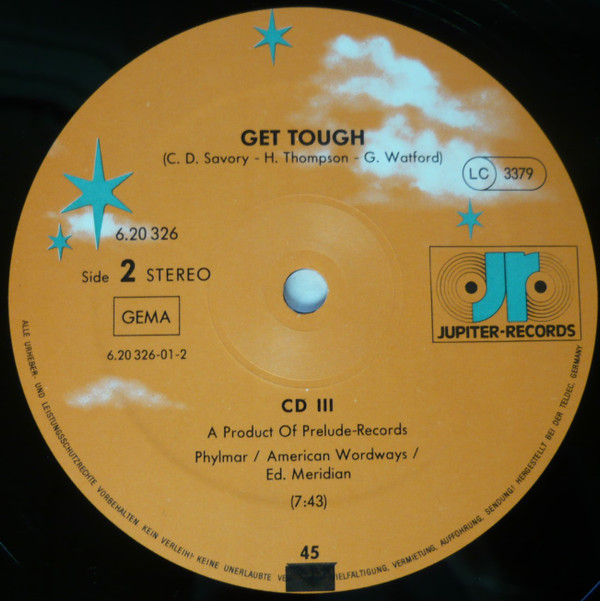 GET TOUGH
(C. D. Savory - H. Thompson - G. Watford)
LC 3379
6.20 326
Side 2 STEREO
GEMA
6.20 326-01-2
JR
JUPITER-RECORDS
CD III
A Product Of Prelude-Records
Phylmar / American Wordways /
Ed. Meridian
(7:43)
45
ALLE URHEBER- UND LEISTUNGSSCHUTZRECHTE VORBEHALTEN KEIN VERLEIH! KEINE UNERLAUBTE VE IELFÄLTIGUNG, VERMIETUNG, AUFFÜHRUNG, SENDUNG! HERGESTELLT BEI DER TELDEC, GERMANY